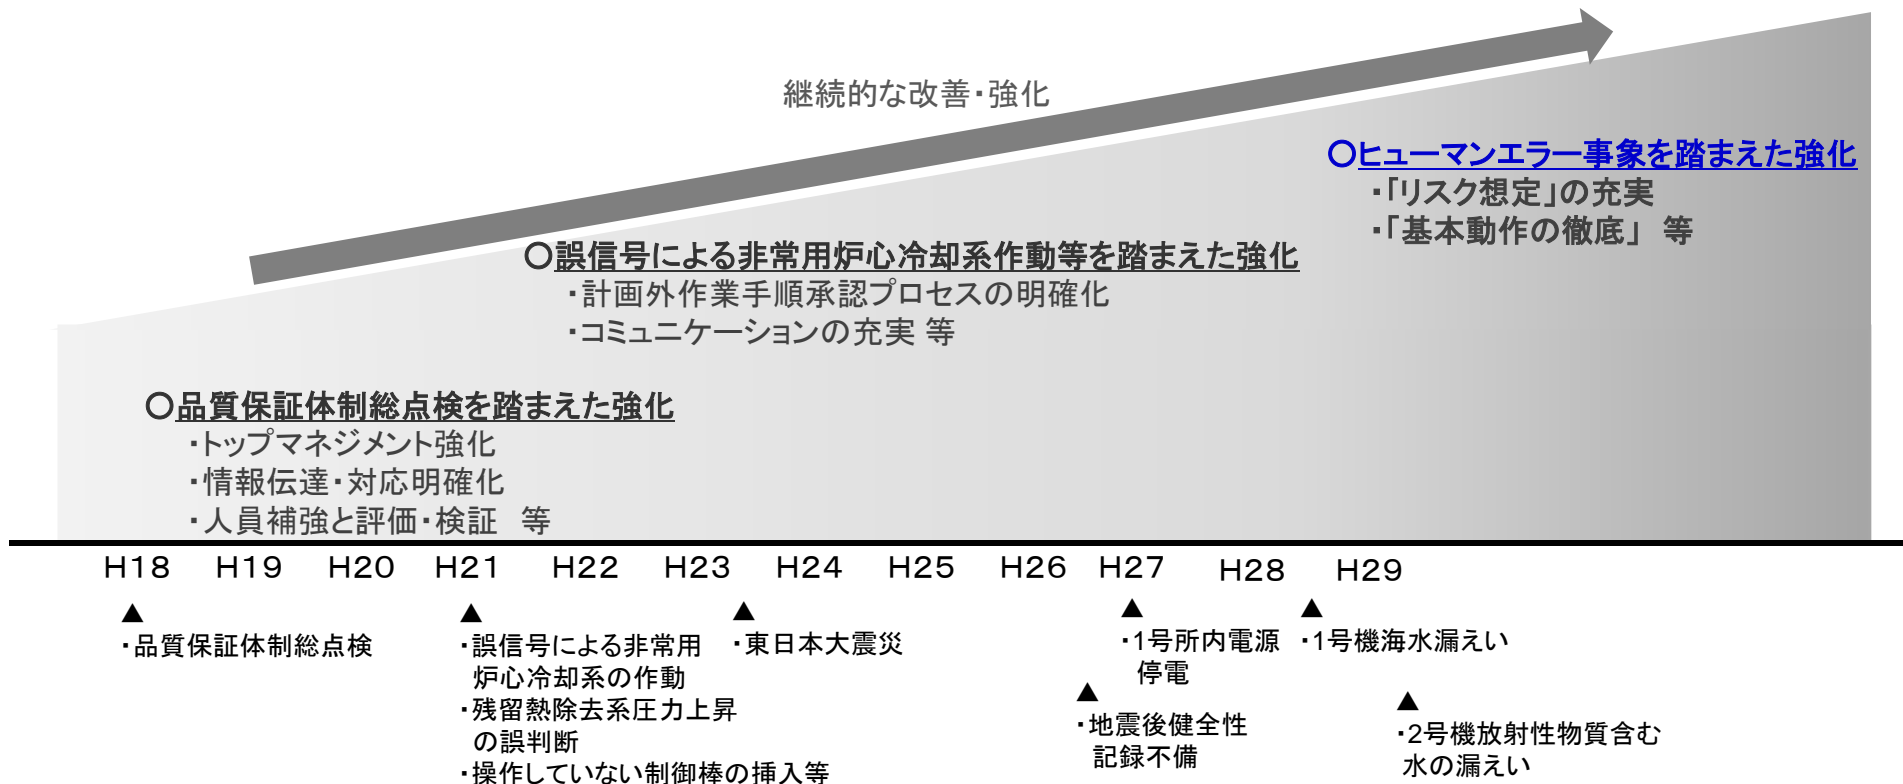 継続的な改善・強化
〇ヒューマンエラー事象を踏まえた強化
・「リスク想定」の充実
・「基本動作の徹底」 等
〇誤信号による非常用炉心冷却系作動等を踏まえた強化
・計画外作業手順承認プロセスの明確化
・コミュニケーションの充実 等
〇品質保証体制総点検を踏まえた強化
・トップマネジメント強化
・情報伝達・対応明確化
・人員補強と評価・検証 等
H18 H19 H20 H21 H22 H23 H24 H25 H26 H27 H28 H29
▲ ▲ ▲ ▲ ▲
・品質保証体制総点検
・誤信号による非常用
炉心冷却系の作動
・残留熱除去系圧力上昇
の誤判断
・操作していない制御棒の挿入等
・東日本大震災
・1号所内電源
停電
▲
・地震後健全性
記録不備
・1号機海水漏えい
▲
・2号機放射性物質含む
水の漏えい